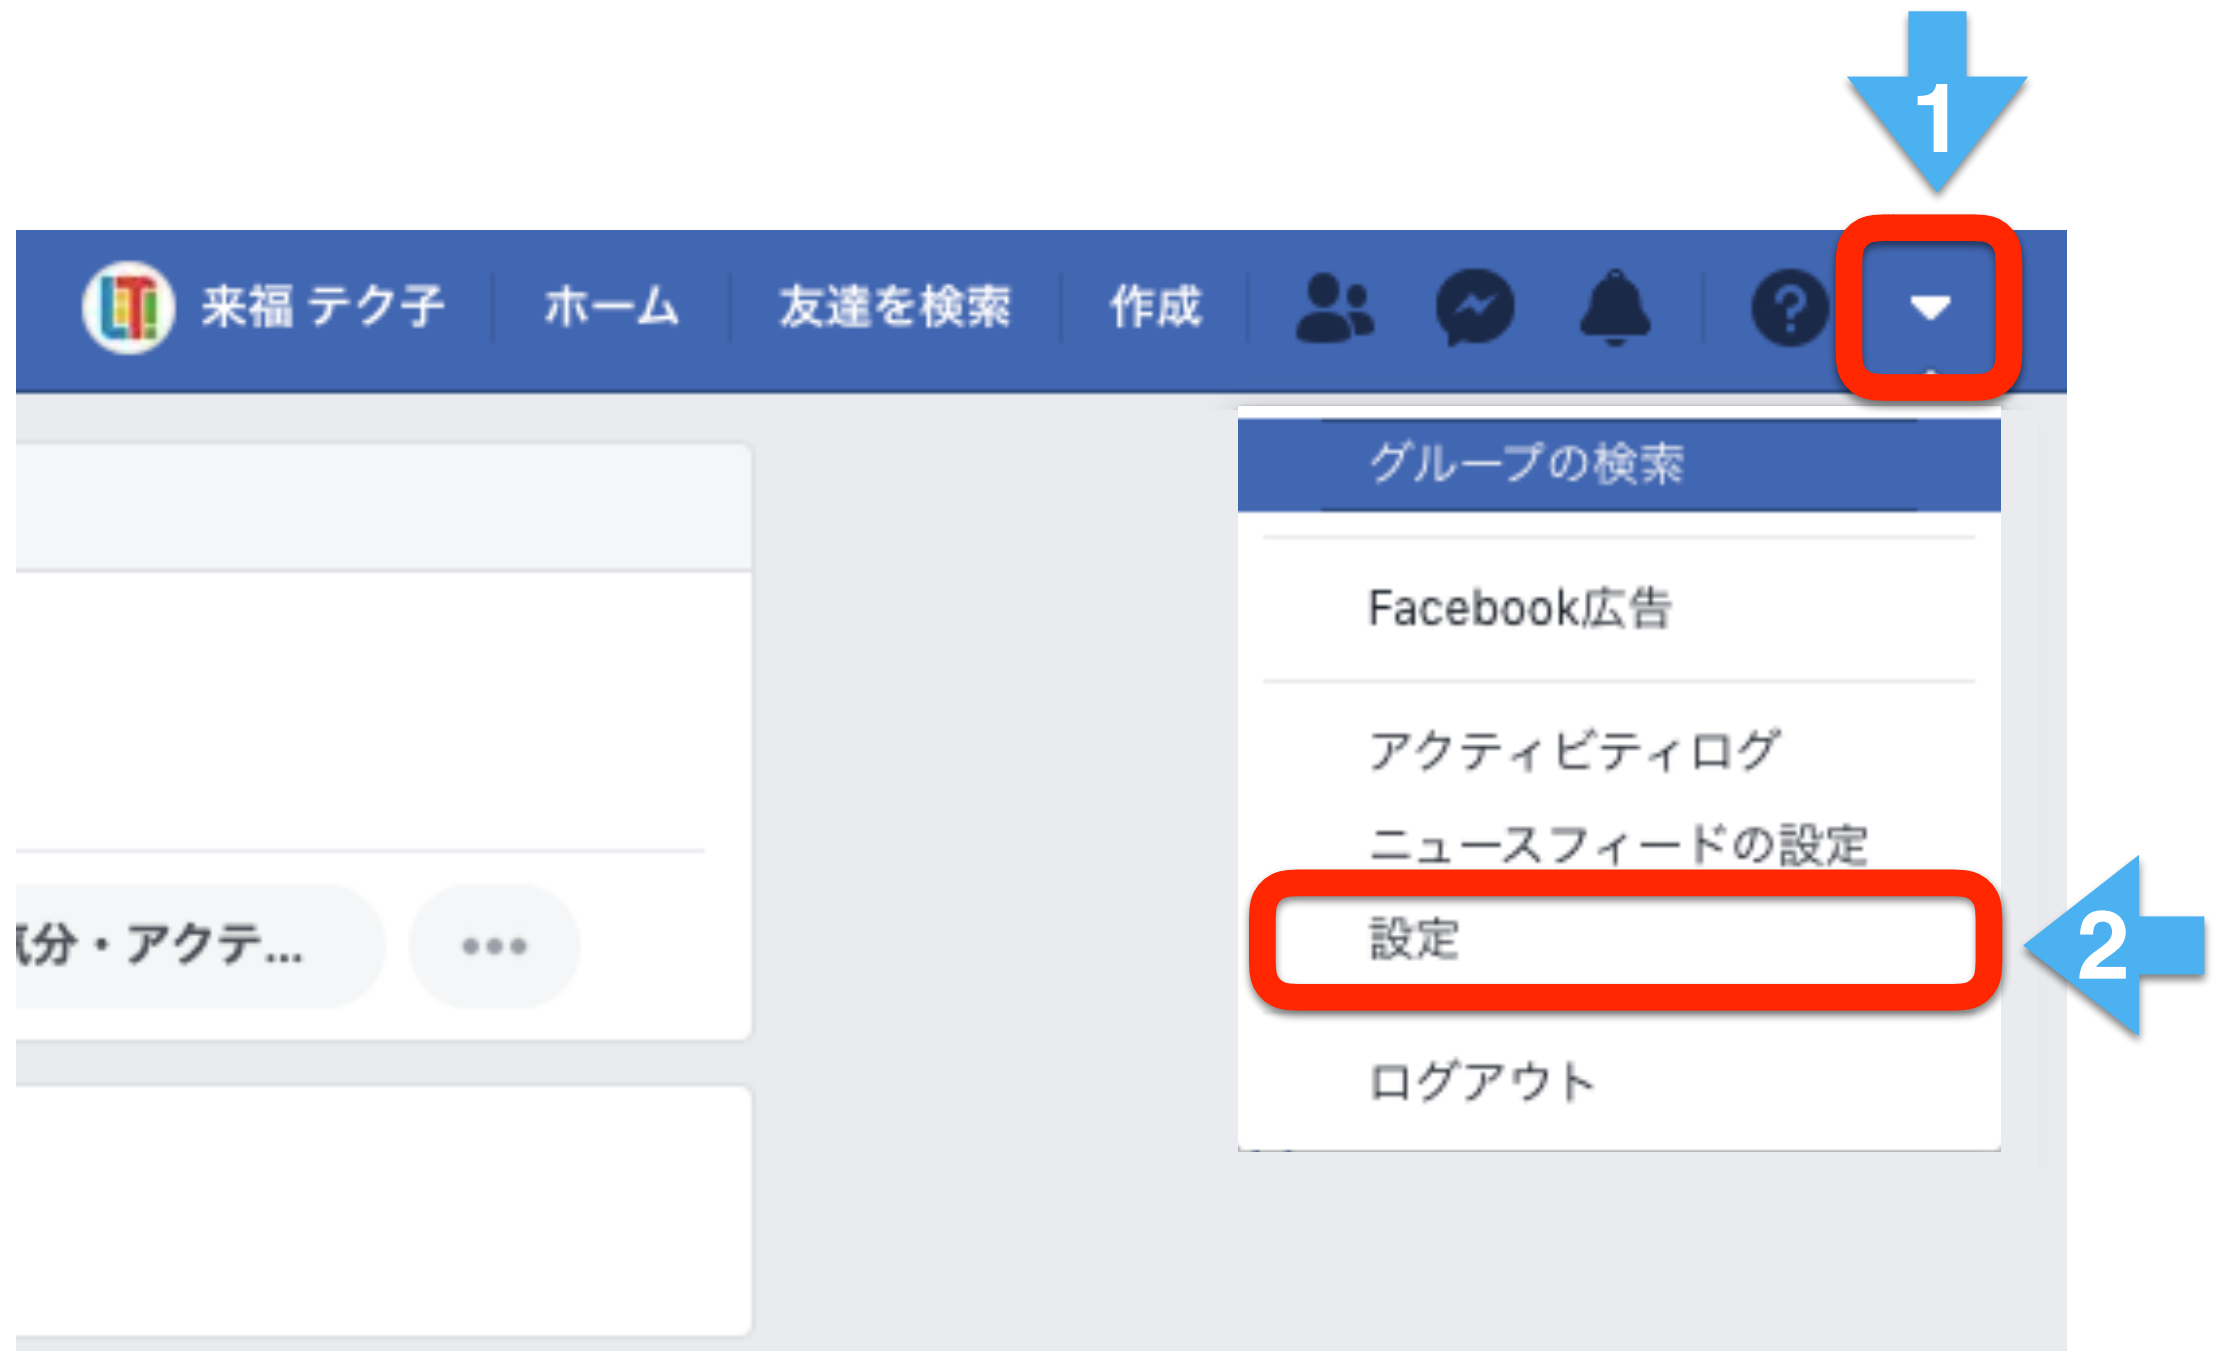 1
来福 テク子 ホーム 友達を検索 作成
グループの検索
Facebook広告
アクティビティログ
ニュースフィードの設定
分・アクテ...
設定
2
ログアウト